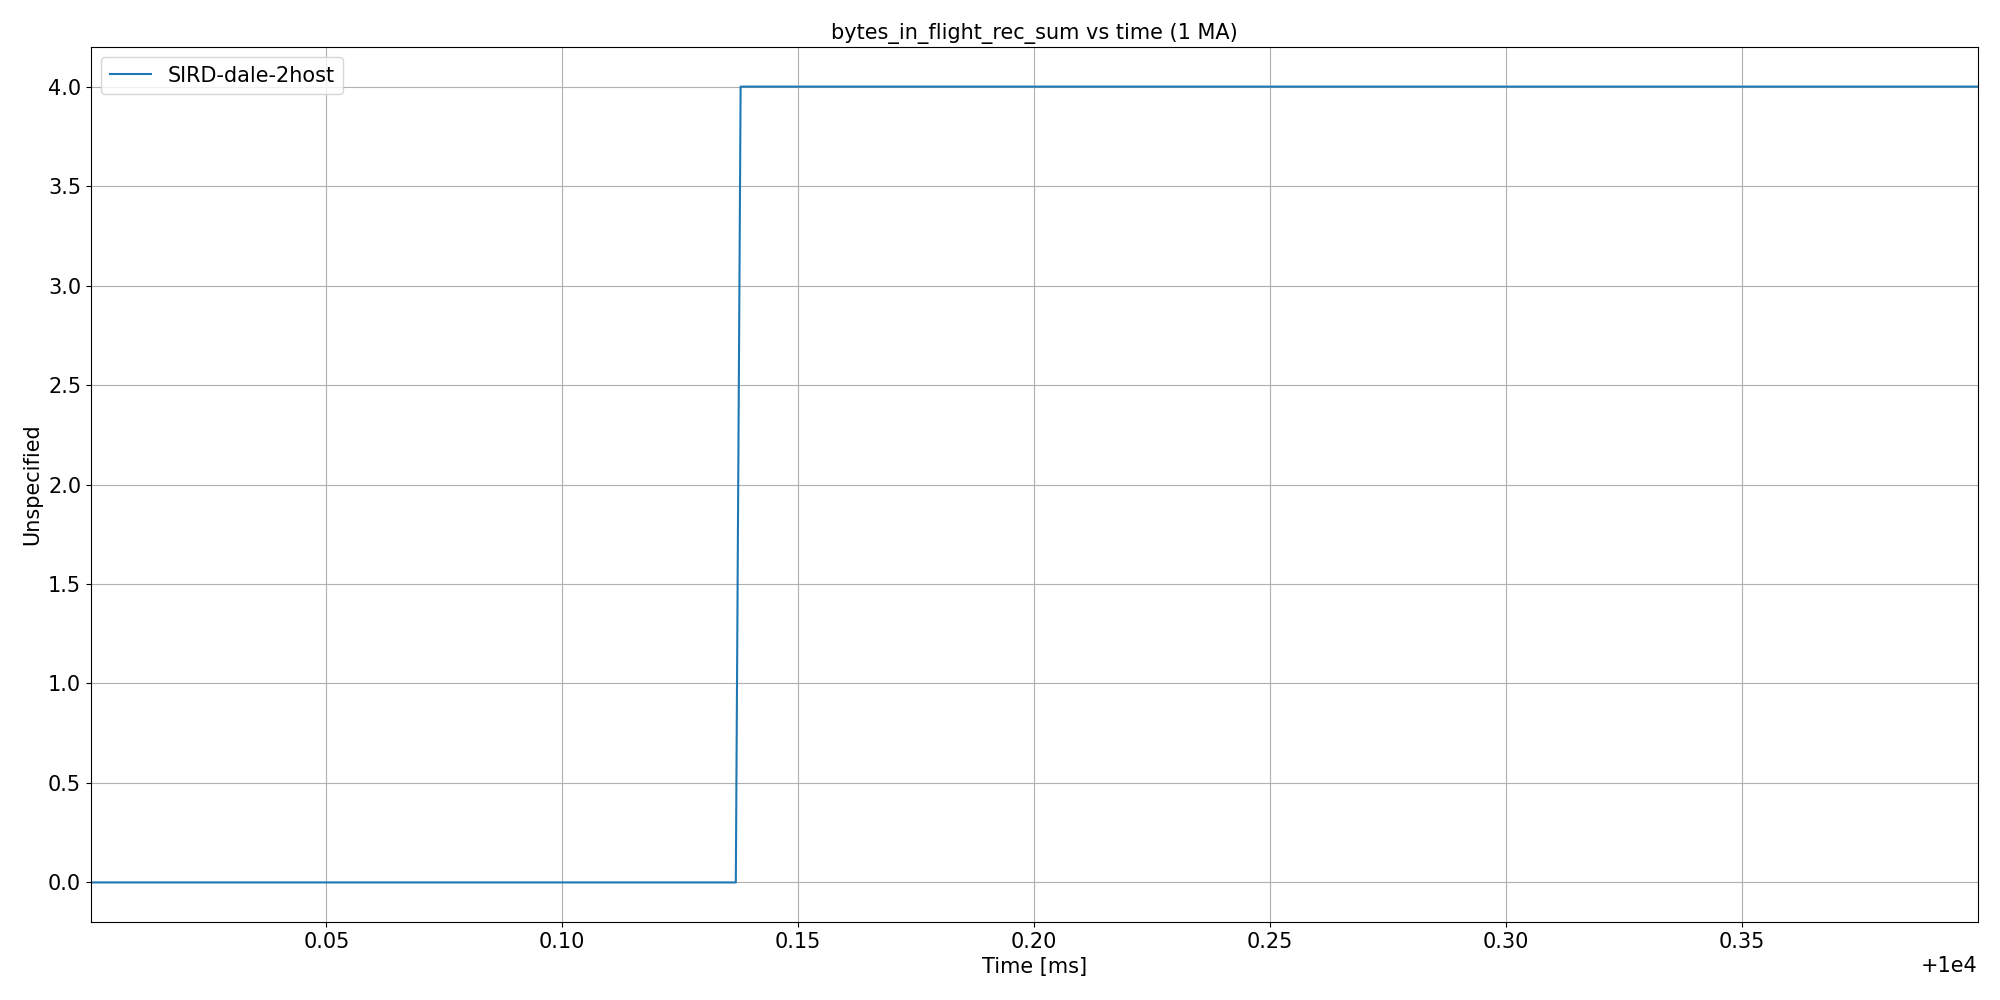 bytes_in_flight_rec_sum vs time (1 MA)
SIRD-dale-2host
4.0
3.5
3.0
2.5
2.0
1.5
1.0
0.5
0.0
Unspecified
0.05 0.10 0.15 0.20 0.25 0.30 0.35
Time [ms]
+1e4